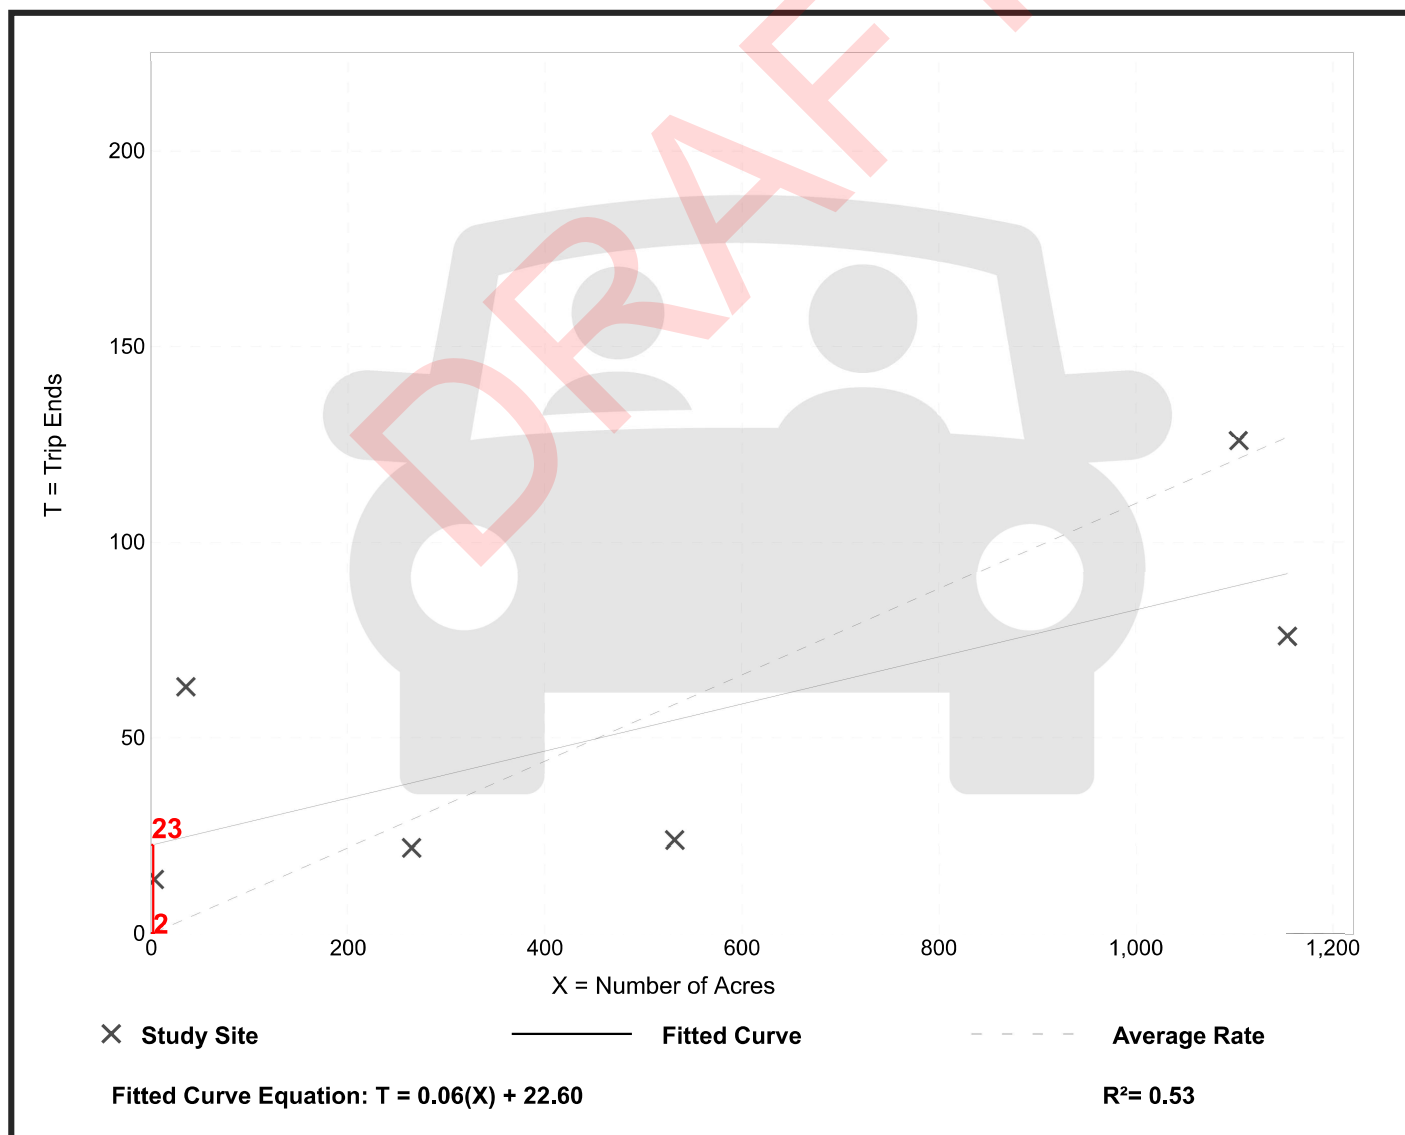 DRAF
200
150
100
50
0
T = Trip Ends
23
2
0 200 400 600 800 1,000 1,200
X = Number of Acres
Study Site Fitted Curve Average Rate
Fitted Curve Equation: T = 0.06(X) + 22.60 R²= 0.53